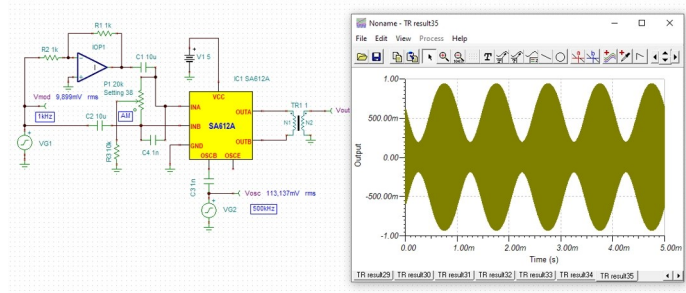 R1 1k
R2 1k
IOP1
C1 10u
P1 20k
Setting 38
Vmod 9,899mV rms
1kHz
AM
C2 10u
VG1
R3 10k
C4 1n
V1 5
IC1 SA612A
VCC
INA
INB
GND
OUTA
OUTB
OSCB OSCE
SA612A
TR1 1
N1 N2
Vout
C3 1n
Vosc 113,137mV rms
VG2
500kHz
Noname - TR result35
File Edit View Process Help
T
Output
1.00m
500.00m
0.00
-500.00m
-1.00
0.00 1.00m 2.00m 3.00m 4.00m 5.00m
Time (s)
TR result29 TR result30 TR result31 TR result32 TR result33 TR result34 TR result35